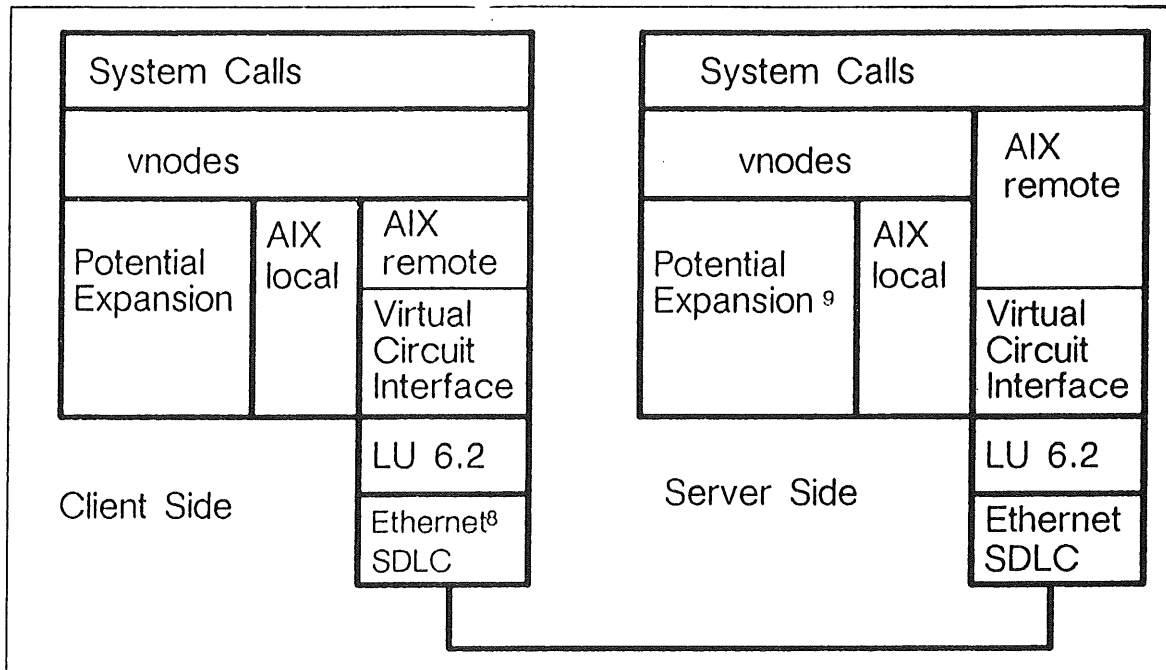 System Calls
vnodes
Potential
Expansion
AIX
local
AIX
remote
Virtual
Circuit
Interface
LU 6.2
Ethernet⁸
SDLC
Client Side
System Calls
vnodes
AIX
remote
Potential
Expansion ⁹
AIX
local
Virtual
Circuit
Interface
LU 6.2
Ethernet
SDLC
Server Side